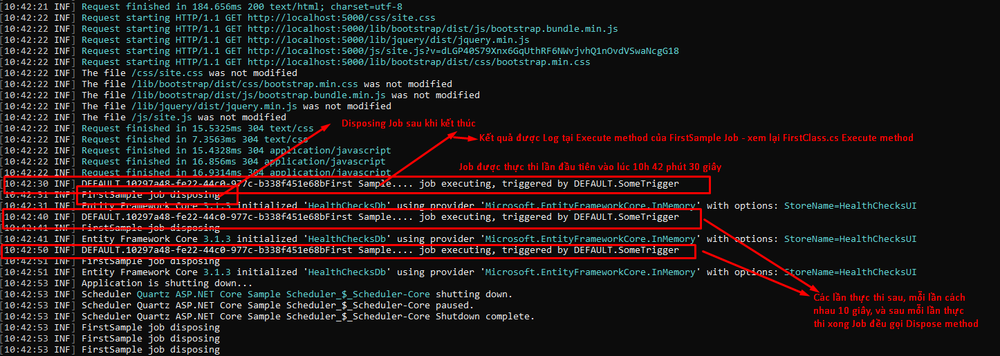 [10:42:21 INF] Request finished in 184.656ms 200 text/html; charset=utf-8
[10:42:22 INF] Request starting HTTP/1.1 GET http://localhost:5000/css/site.css
[10:42:22 INF] Request starting HTTP/1.1 GET http://localhost:5000/lib/bootstrap/dist/js/bootstrap.bundle.min.js
[10:42:22 INF] Request starting HTTP/1.1 GET http://localhost:5000/lib/jquery/dist/jquery.min.js
[10:42:22 INF] Request starting HTTP/1.1 GET http://localhost:5000/js/site.js?v=dLGP40S79Xnx6GqUthRF6NWvjvhQ1nOvdVSwaNcgG18
[10:42:22 INF] Request starting HTTP/1.1 GET http://localhost:5000/lib/bootstrap/dist/css/bootstrap.min.css
[10:42:22 INF] The file /css/site.css was not modified
[10:42:22 INF] The file /lib/bootstrap/dist/css/bootstrap.min.css was not modified
[10:42:22 INF] The file /lib/bootstrap/dist/js/bootstrap.bundle.min.js was not modified
[10:42:22 INF] The file /lib/jquery/dist/jquery.min.js was not modified
[10:42:22 INF] The file /js/site.js was not modified
Disposing Job sau khi kết thúc
[10:42:22 INF] Request finished in 15.5325ms 304 text/css
Kết quả được Log tại Execute method của FirstSample Job - xem lại FirstClass.cs Execute method
[10:42:22 INF] Request finished in 7.3563ms 304 text/css
[10:42:22 INF] Request finished in 15.4328ms 304 application/javascript
[10:42:22 INF] Request finished in 16.856ms 304 application/javascript
Job được thực thi lần đầu tiên vào lúc 10h 42 phút 30 giây
[10:42:22 INF] Request finished in 16.9314ms 304 application/javascript
[10:42:30 INF] DEFAULT.10297a48-fe22-44c0-977c-b338f451e68bFirst Sample.... job executing, triggered by DEFAULT.SomeTrigger
[10:42:31 INF] FirstSample job disposing
[10:42:31 INF] Entity Framework Core 3.1.3 initialized 'HealthChecksDb' using provider 'Microsoft.EntityFrameworkCore.InMemory' with options: StoreName=HealthChecksUI
[10:42:40 INF] DEFAULT.10297a48-fe22-44c0-977c-b338f451e68bFirst Sample.... job executing, triggered by DEFAULT.SomeTrigger
[10:42:41 INF] FirstSample job disposing
[10:42:41 INF] Entity Framework Core 3.1.3 initialized 'HealthChecksDb' using provider 'Microsoft.EntityFrameworkCore.InMemory' with options: StoreName=HealthChecksUI
[10:42:50 INF] DEFAULT.10297a48-fe22-44c0-977c-b338f451e68bFirst Sample.... job executing, triggered by DEFAULT.SomeTrigger
[10:42:51 INF] FirstSample job disposing
[10:42:51 INF] Entity Framework Core 3.1.3 initialized 'HealthChecksDb' using provider 'Microsoft.EntityFrameworkCore.InMemory' with options: StoreName=HealthChecksUI
[10:42:53 INF] Application is shutting down...
[10:42:53 INF] Scheduler Quartz ASP.NET Core Sample Scheduler_$_Scheduler-Core shutting down.
[10:42:53 INF] Scheduler Quartz ASP.NET Core Sample Scheduler_$_Scheduler-Core paused.
[10:42:53 INF] Scheduler Quartz ASP.NET Core Sample Scheduler_$_Scheduler-Core Shutdown complete.
[10:42:53 INF] FirstSample job disposing
[10:42:53 INF] FirstSample job disposing
[10:42:53 INF] FirstSample job disposing
Các lần thực thi sau, mỗi lần cách
nhau 10 giây, và sau mỗi lần thực
thi xong Job đều gọi Dispose method